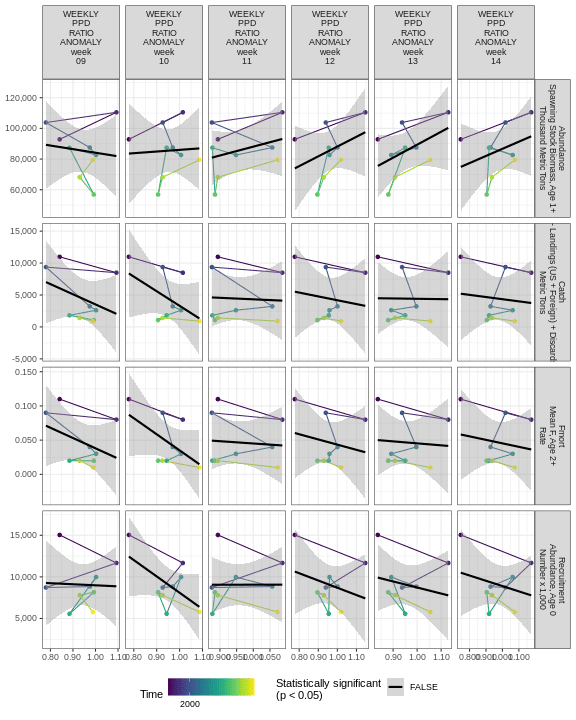 WEEKLY
PPD
RATIO
ANOMALY
week
09
WEEKLY
PPD
RATIO
ANOMALY
week
10
WEEKLY
PPD
RATIO
ANOMALY
week
11
WEEKLY
PPD
RATIO
ANOMALY
week
12
WEEKLY
PPD
RATIO
ANOMALY
week
13
WEEKLY
PPD
RATIO
ANOMALY
week
14
120,000
100,000
80,000
60,000
Abundance
Spawning Stock Biomass, Age 1+
Thousand Metric Tons
15,000
10,000
5,000
0
-5,000
Catch
Landings (US + Foreign) + Discard
Metric Tons
0.150
0.100
0.050
0.000
Fmort
Mean F, Age 2+
Rate
15,000
10,000
5,000
Recruitment
Abundance, Age 0
Number x 1,000
0.80 0.90 1.00 1.10
0.80 0.90 1.00 1.10
0.90 0.95 1.00 1.050
0.90 1.00 1.10
0.90 1.00 1.10
0.80 0.90 1.00 1.100
Time
2000
Statistically significant
(p < 0.05)
FALSE